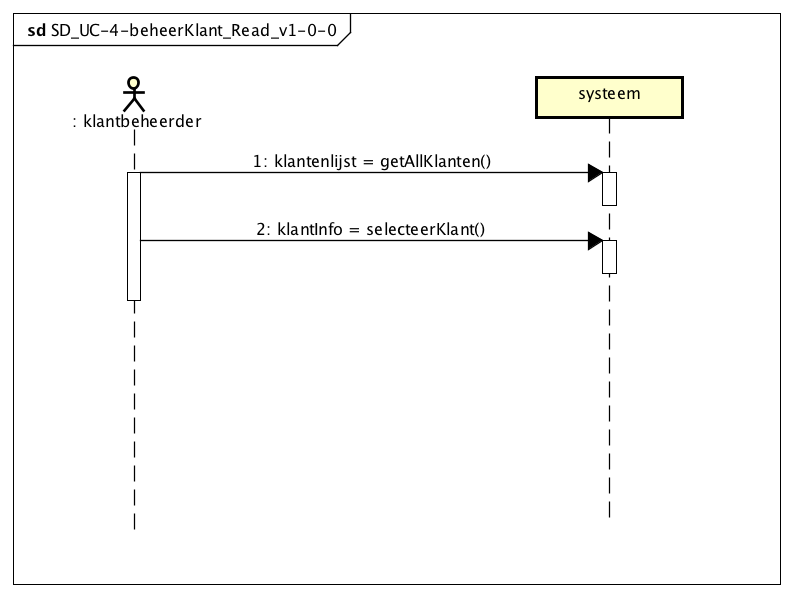 sd SD_UC-4-beheerKlant_Read_v1-0-0
: klantbeheerder
systeem
1: klantenlijst = getAllKlanten()
2: klantInfo = selecteerKlant()